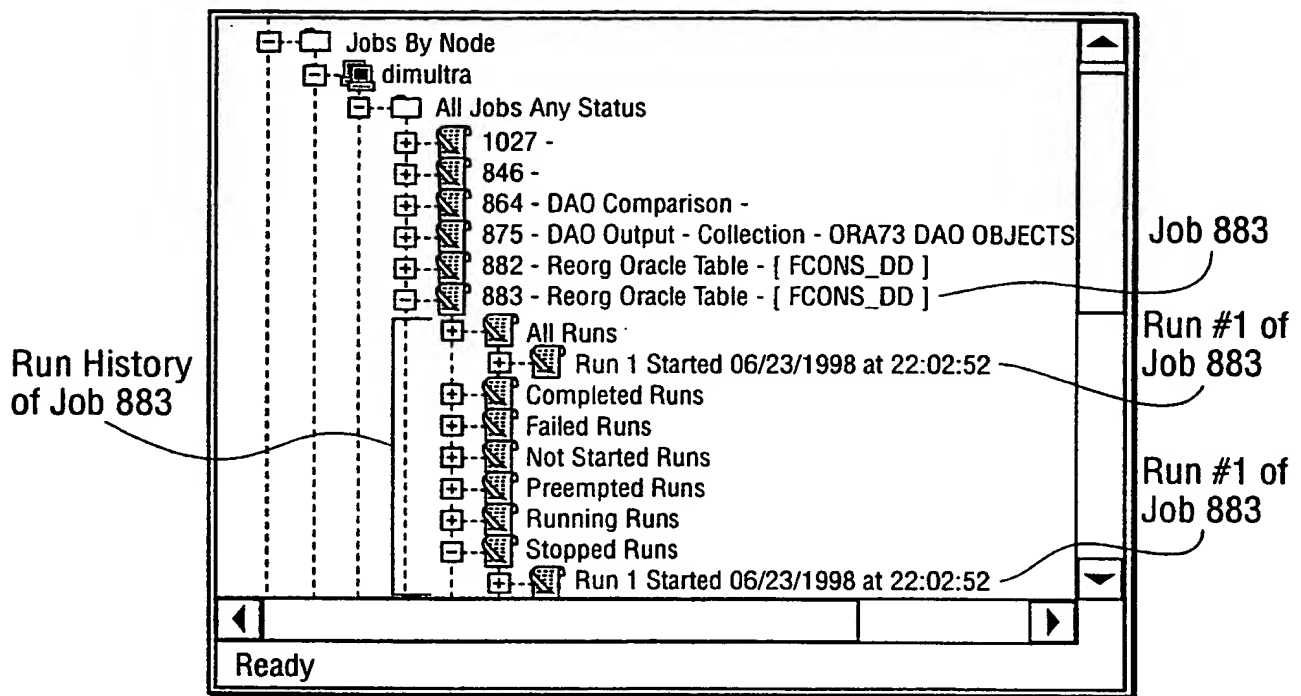 Jobs By Node
dimultra
All Jobs Any Status
1027 -
846 -
864 - DAO Comparison -
875 - DAO Output - Collection - ORA73 DAO OBJECTS
882 - Reorg Oracle Table - [ FCONS_DD ]
883 - Reorg Oracle Table - [ FCONS_DD ]
All Runs
Run 1 Started 06/23/1998 at 22:02:52
Completed Runs
Failed Runs
Not Started Runs
Preempted Runs
Running Runs
Stopped Runs
Run 1 Started 06/23/1998 at 22:02:52
Ready
Run History
of Job 883
Job 883
Run #1 of
Job 883
Run #1 of
Job 883